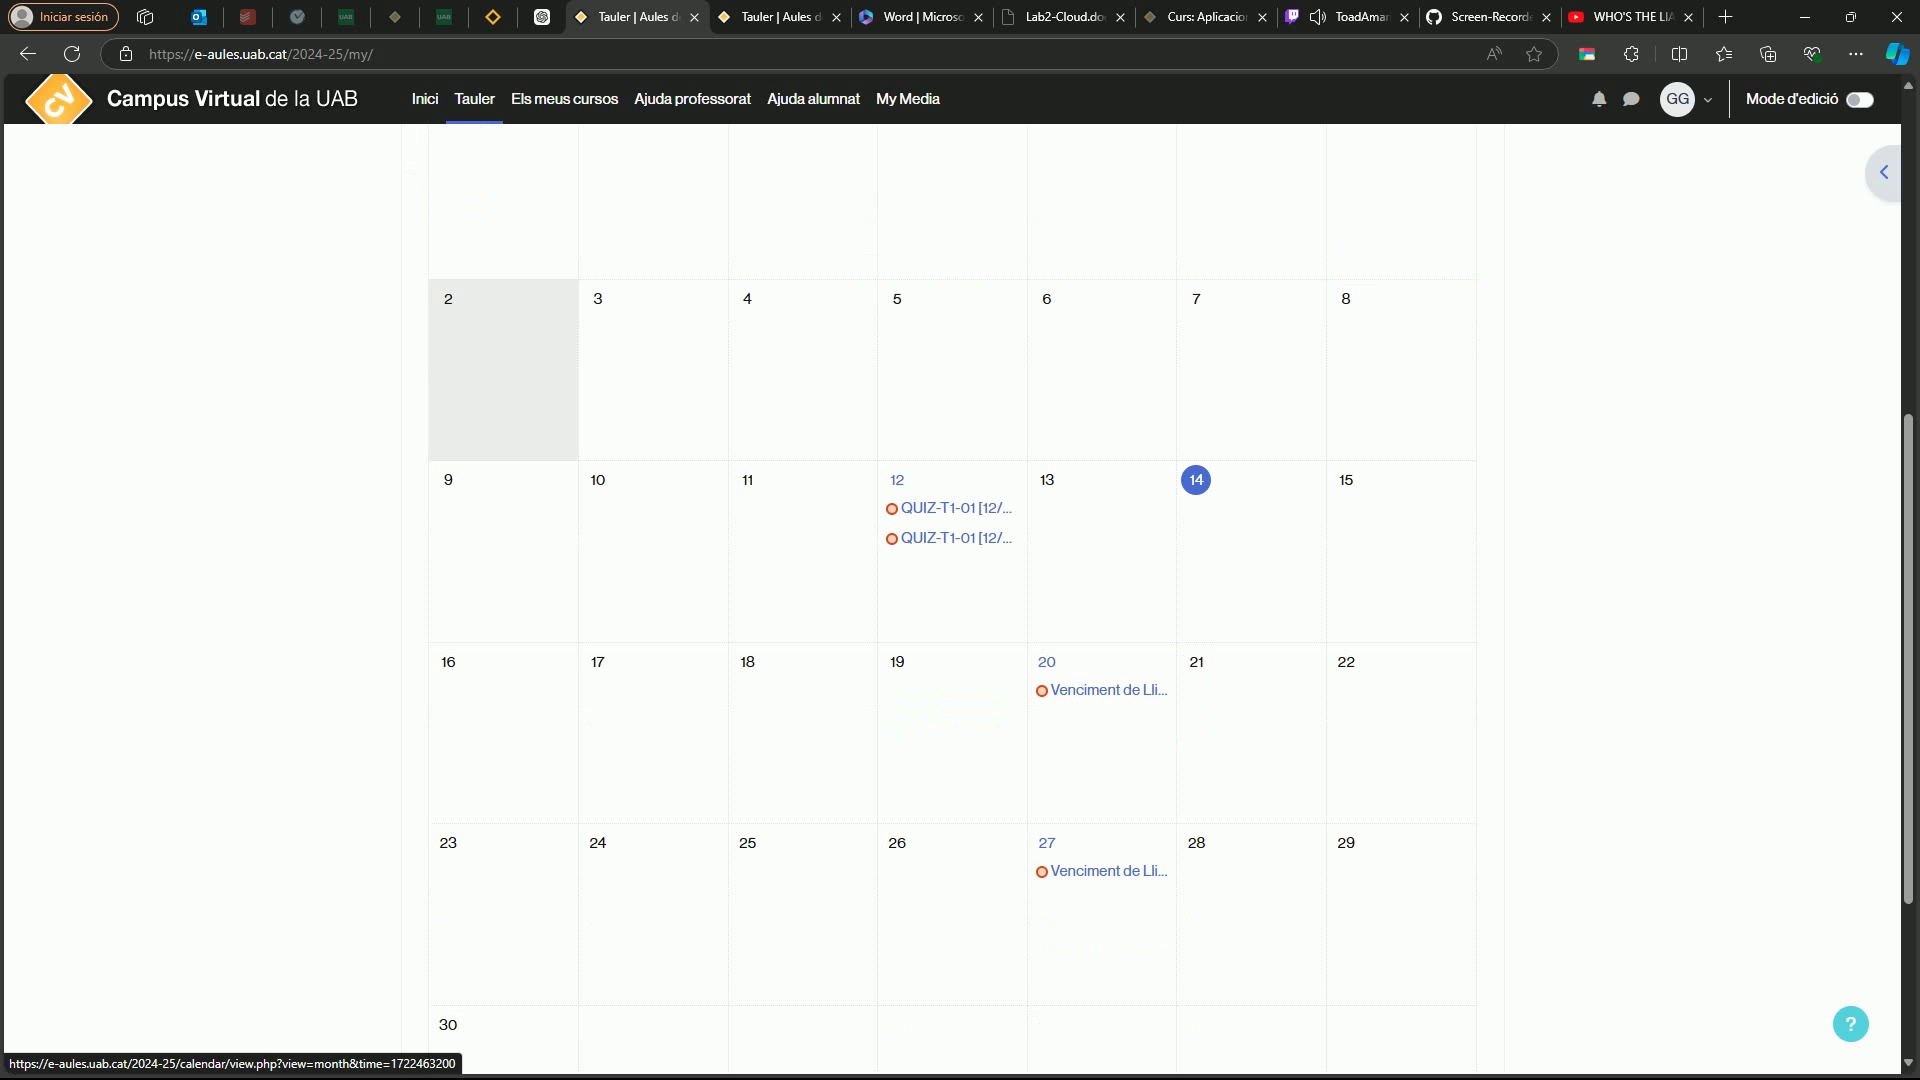 Iniciar sesión
Tauler | Aules de
Tauler | Aules d
Word | Microso
Lab2-Cloud.do
Curs: Aplicacion
ToadAmar
Screen-Recorde
WHO'S THE LIA
https://e-aules.uab.cat/2024-25/my/
CV
Campus Virtual de la UAB
Inici
Tauler
Els meus cursos
Ajuda professorat
Ajuda alumnat
My Media
GG
Mode d'edició
2 3 4 5 6 7 8
9 10 11 12 13 14 15
QUIZ-T1-01 [12/...
QUIZ-T1-01 [12/...
16 17 18 19 20 21 22
Venciment de Lli...
23 24 25 26 27 28 29
Venciment de Lli...
30
?
https://e-aules.uab.cat/2024-25/calendar/view.php?view=month&time=1722463200